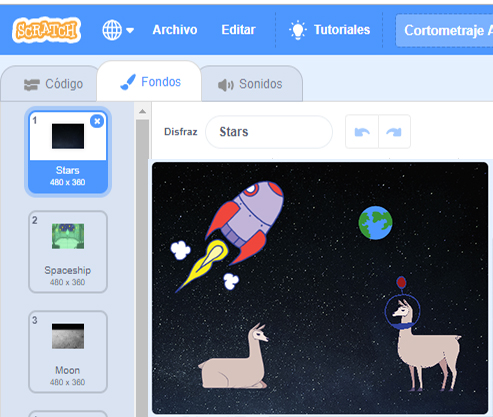 SCRATCH
Archivo
Editar
Tutoriales
Cortometraje A
Código
Fondos
Sonidos
1
Stars
480 x 360
2
Spaceship
480 x 360
3
Moon
480 x 360
Disfraz
Stars